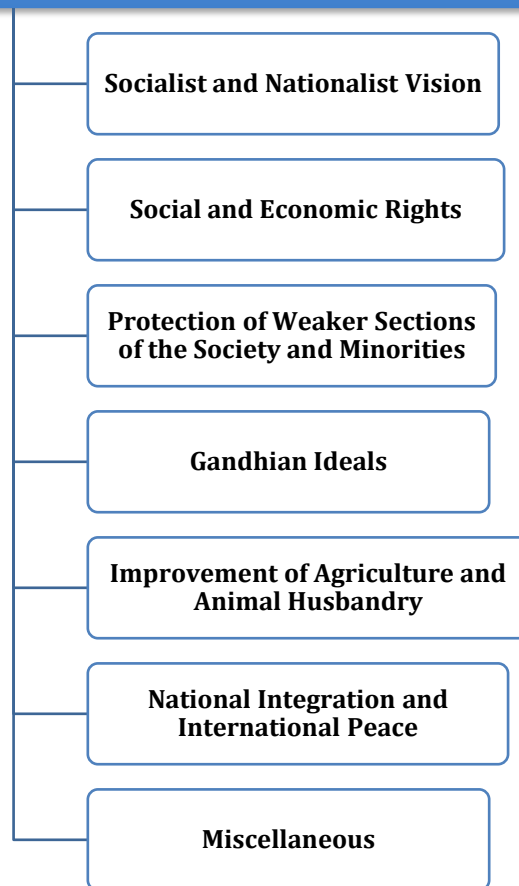 Socialist and Nationalist Vision
Social and Economic Rights
Protection of Weaker Sections
of the Society and Minorities
Gandhian Ideals
Improvement of Agriculture and
Animal Husbandry
National Integration and
International Peace
Miscellaneous